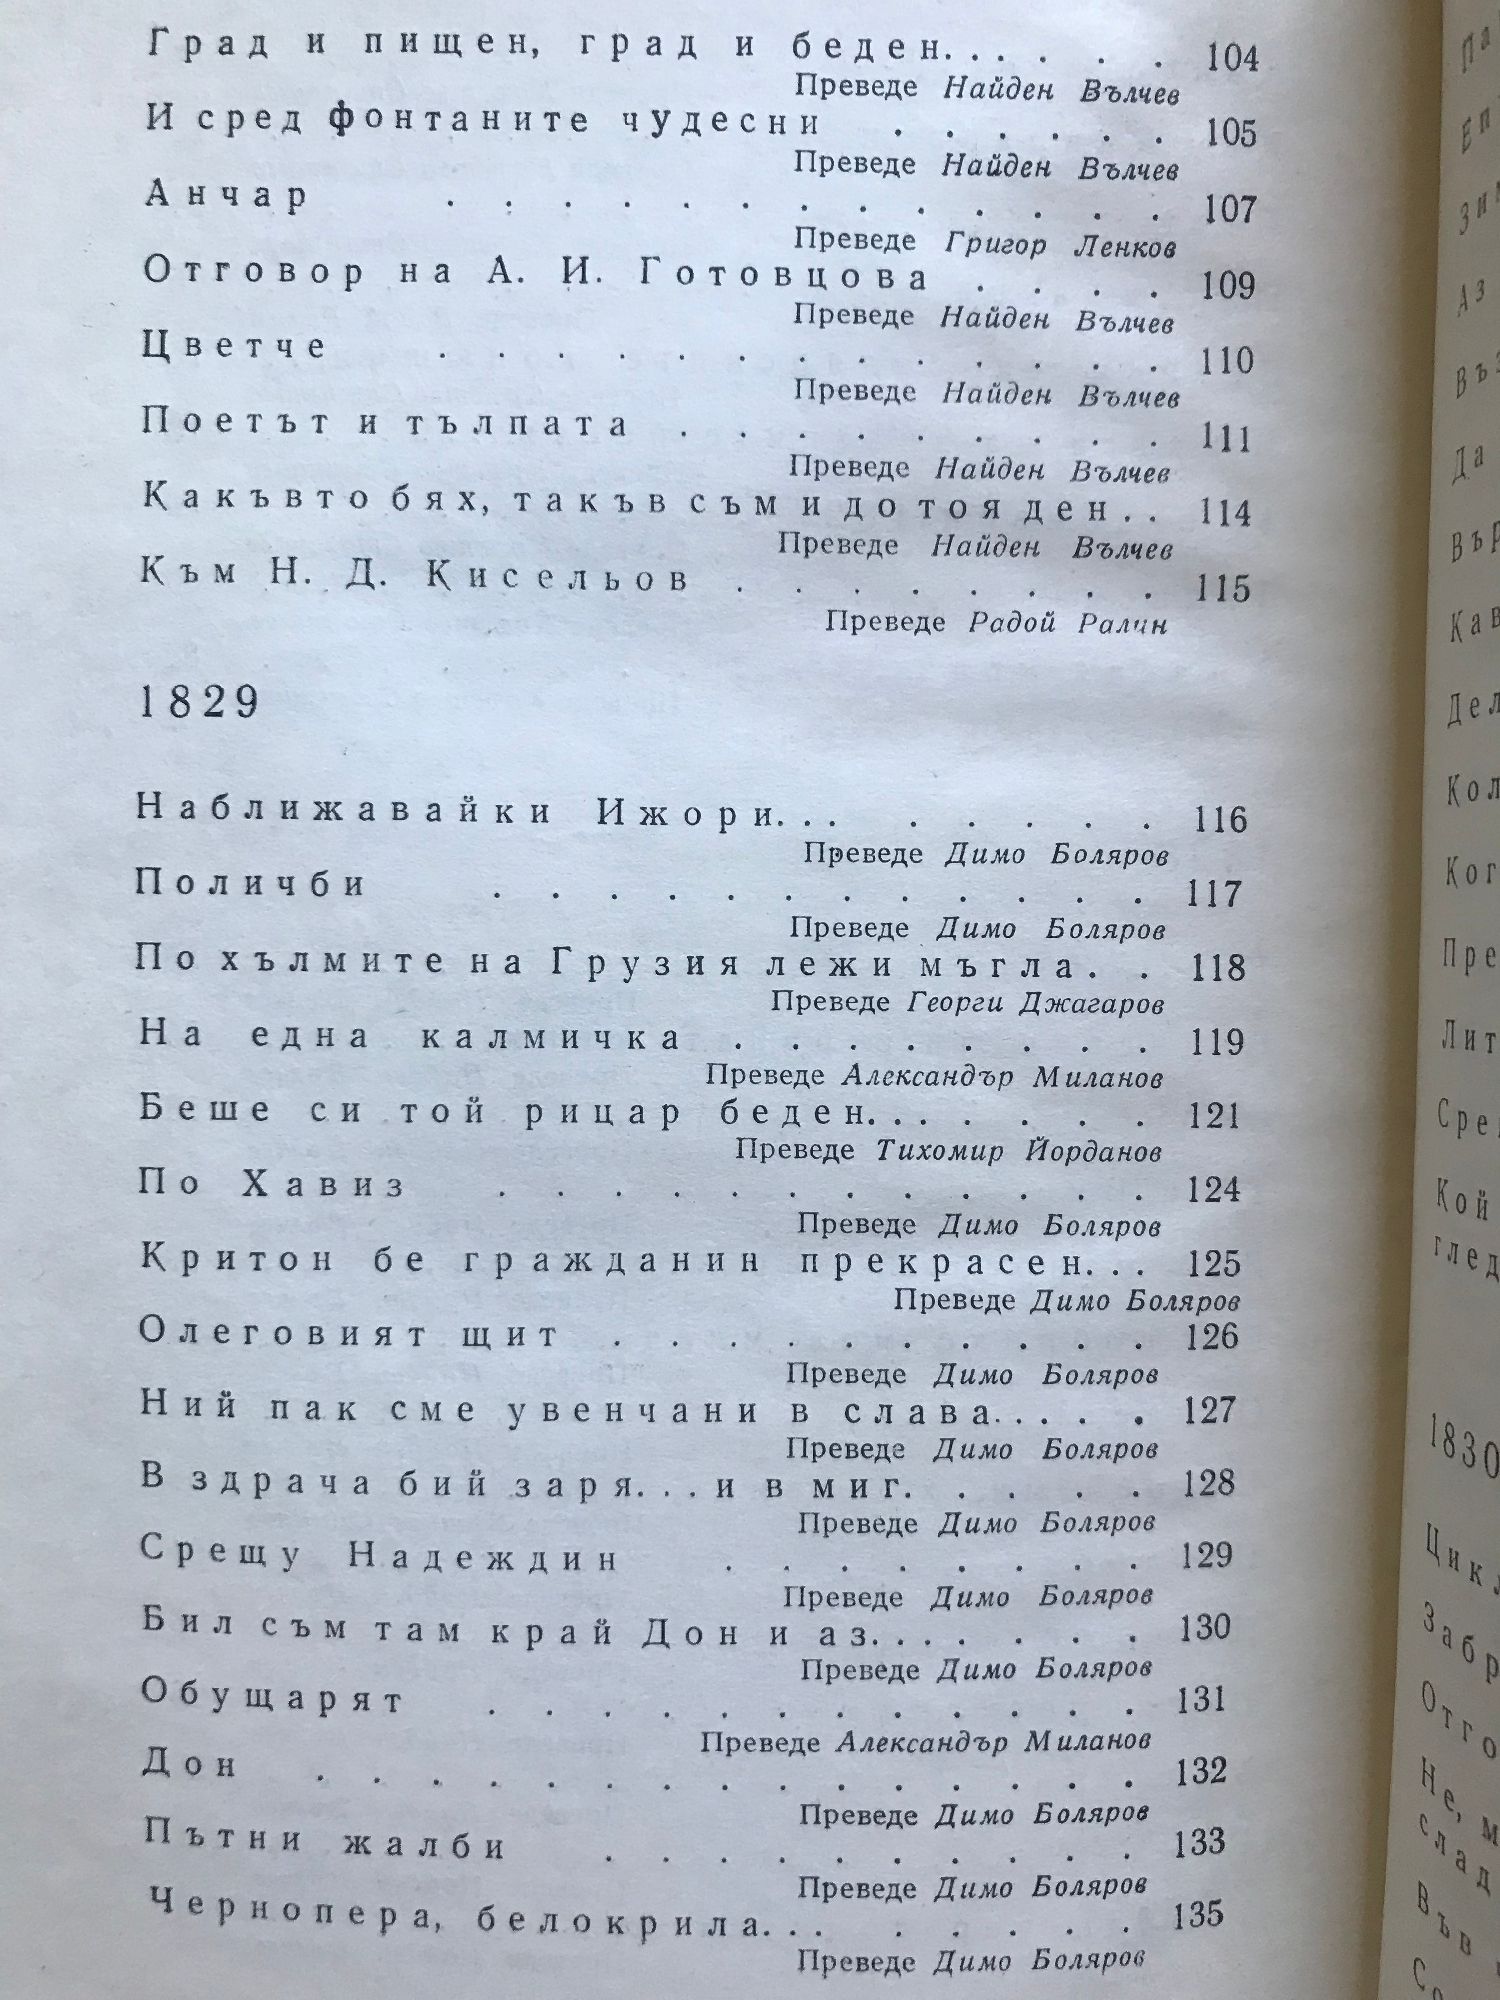 Град и пищен, град и беден. . . . . . 104
Преведе Найден Вълчев
И сред фонтаните чудесни . . . . . 105
Преведе Найден Вълчев
Анчар . . . . . . . . . . . . . 107
Преведе Григор Ленков
Отговор на А. И. Готовцова . . . . 109
Преведе Найден Вълчев
Цветче . . . . . . . . . . . . . 110
Преведе Найден Вълчев
Поетът и тълпата . . . . . . . . . 111
Преведе Найден Вълчев
Какъвто бях, такъв съм и до тоя ден . . 114
Преведе Найден Вълчев
Към Н. Д. Кисельов . . . . . . . . 115
Преведе Радой Ралин
1829
Наближавайки Ижори. . . . . . . . 116
Преведе Димо Боляров
Поличби . . . . . . . . . . . . 117
Преведе Димо Боляров
По хълмите на Грузия лежи мъгла . . 118
Преведе Георги Джагаров
На една калмичка . . . . . . . . 119
Преведе Александър Миланов
Беше си той рицар беден. . . . . . . 121
Преведе Тихомир Йорданов
По Хавиз . . . . . . . . . . . . 124
Преведе Димо Боляров
Критон бе гражданин прекрасен. . . 125
Преведе Димо Боляров
Олеговият щит . . . . . . . . . . 126
Преведе Димо Боляров
Ний пак сме увенчани в слава. . . . . 127
Преведе Димо Боляров
В здрача бий заря. . . и в миг. . . . . 128
Преведе Димо Боляров
Срещу Надеждин . . . . . . . . 129
Преведе Димо Боляров
Бил съм там край Дон и аз. . . . . . . 130
Преведе Димо Боляров
Обущарят . . . . . . . . . . . . 131
Преведе Александър Миланов
Дон . . . . . . . . . . . . . . . 132
Преведе Димо Боляров
Пътни жалби . . . . . . . . . . 133
Преведе Димо Боляров
Чернопера, белокрила. . . . . . . . 135
Преведе Димо Боляров
Аз
Да
Кой
1830